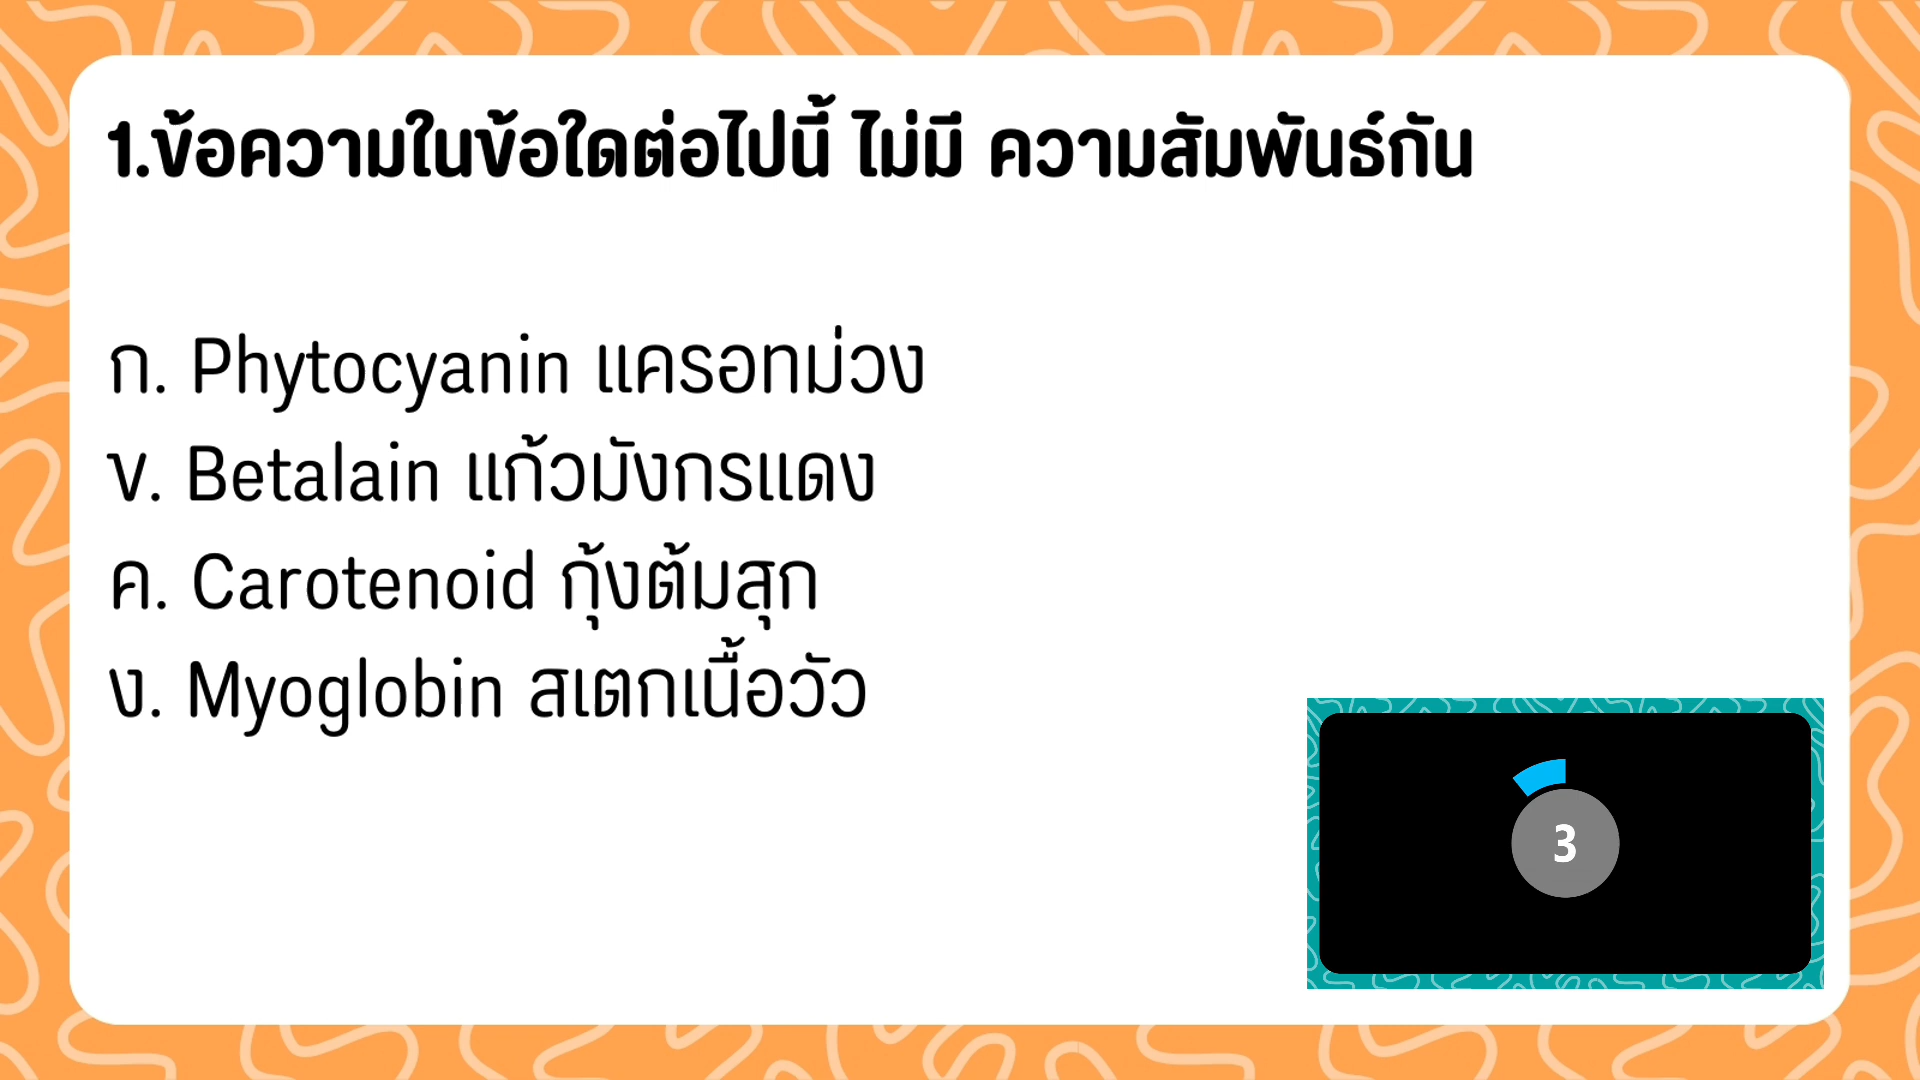 1.ข้อความในข้อใดต่อไปนี้ ไม่มี ความสัมพันธ์กัน
ก. Phytocyanin แครอทม่วง
ข. Betalain แก้วมังกรแดง
ค. Carotenoid กุ้งต้มสุก
ง. Myoglobin สเตกเนื้อวัว
3